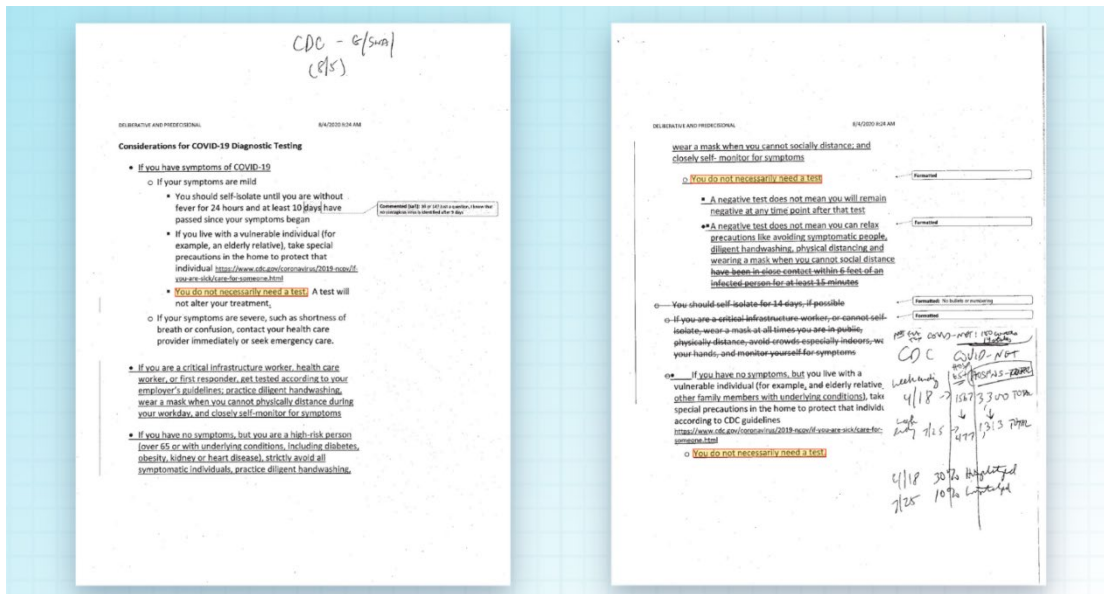 CDC -
(8/5)
DELIBERATIVE AND PREDECISIONAL 8/4/2020 9:24 AM
Considerations for COVID-19 Diagnostic Testing
• If you have symptoms of COVID-19
o If your symptoms are mild
▪ You should self-isolate until you are without
fever for 24 hours and at least 10 days have
passed since your symptoms began
▪ If you live with a vulnerable individual (for
example, an elderly relative), take special
precautions in the home to protect that
individual https://www.cdc.gov/coronavirus/2019-ncov/if-
you-are-sick/care-for-someone.html
▪ You do not necessarily need a test. A test will
not alter your treatment.
o If your symptoms are severe, such as shortness of
breath or confusion, contact your health care
provider immediately or seek emergency care.
• If you are a critical infrastructure worker, health care
worker, or first responder, get tested according to your
employer's guidelines; practice diligent handwashing,
wear a mask when you cannot physically distance during
your workday, and closely self-monitor for symptoms
• If you have no symptoms, but you are a high-risk person
(over 65 or with underlying conditions, including diabetes,
obesity, kidney or heart disease), strictly avoid all
symptomatic individuals, practice diligent handwashing,
DELIBERATIVE AND PREDECISIONAL 8/4/2020 9:24 AM
wear a mask when you cannot socially distance; and
closely self- monitor for symptoms
o You do not necessarily need a test
Formatted
▪ A negative test does not mean you will remain
negative at any time point after that test
▪ A negative test does not mean you can relax
Formatted
precautions like avoiding symptomatic people,
diligent handwashing, physical distancing and
wearing a mask when you cannot social distance
have been in close contact within 6 feet of an
infected person for at least 15 minutes
o You should self-isolate for 14 days, if possible
Formatted: No bullets or numbering
o If you are a critical infrastructure worker, or cannot self-
Formatted
isolate, wear a mask at all times you are in public,
physically distance, avoid crowds especially indoors, wa
your hands, and monitor yourself for symptoms
• If you have no symptoms, but you live with a
vulnerable individual (for example, and elderly relative,
other family members with underlying conditions), take
special precautions in the home to protect that individu
according to CDC guidelines
https://www.cdc.gov/coronavirus/2019-ncov/if-you-are-sick/care-for-
someone.html
o You do not necessarily need a test.
COVID-NET:
CDC COVID-NET
4/18 → 1567 3300 TOTAL
7/25 → 477 1,313 TOTAL
4/18 30% Hospitalized
7/25 10%